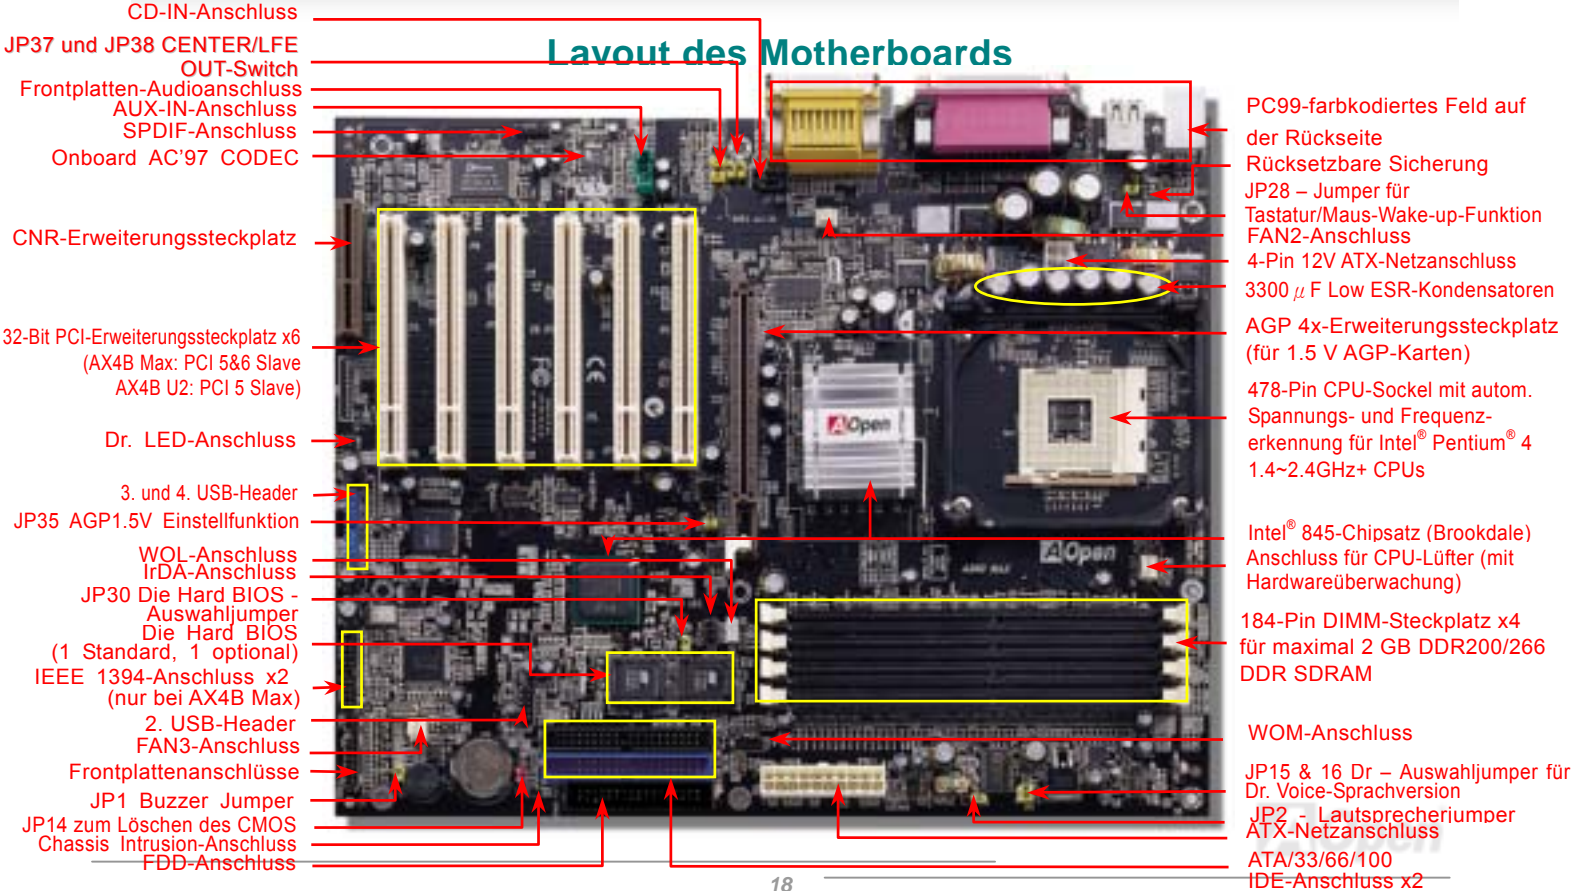 Layout des Motherboards
CD-IN-Anschluss
JP37 und JP38 CENTER/LFE
OUT-Switch
Frontplatten-Audioanschluss
AUX-IN-Anschluss
SPDIF-Anschluss
Onboard AC'97 CODEC
CNR-Erweiterungssteckplatz
32-Bit PCI-Erweiterungssteckplatz x6
(AX4B Max: PCI 5&6 Slave
AX4B U2: PCI 5 Slave)
Dr. LED-Anschluss
3. und 4. USB-Header
JP35 AGP1.5V Einstellfunktion
WOL-Anschluss
IrDA-Anschluss
JP30 Die Hard BIOS -
Auswahljumper
Die Hard BIOS
(1 Standard, 1 optional)
IEEE 1394-Anschluss x2
(nur bei AX4B Max)
2. USB-Header
FAN3-Anschluss
Frontplattenanschlüsse
JP1 Buzzer Jumper
JP14 zum Löschen des CMOS
Chassis Intrusion-Anschluss
FDD-Anschluss
PC99-farbkodiertes Feld auf
der Rückseite
Rücksetzbare Sicherung
JP28 – Jumper für
Tastatur/Maus-Wake-up-Funktion
FAN2-Anschluss
4-Pin 12V ATX-Netzanschluss
3300 μ F Low ESR-Kondensatoren
AGP 4x-Erweiterungssteckplatz
(für 1.5 V AGP-Karten)
478-Pin CPU-Sockel mit autom.
Spannungs- und Frequenz-
erkennung für Intel® Pentium® 4
1.4~2.4GHz+ CPUs
Intel® 845-Chipsatz (Brookdale)
Anschluss für CPU-Lüfter (mit
Hardwareüberwachung)
184-Pin DIMM-Steckplatz x4
für maximal 2 GB DDR200/266
DDR SDRAM
WOM-Anschluss
JP15 & 16 Dr – Auswahljumper für
Dr. Voice-Sprachversion
JP2 - Lautsprecherjumper
ATX-Netzanschluss
ATA/33/66/100
IDE-Anschluss x2
AOpen
AOpen
AOpen
18